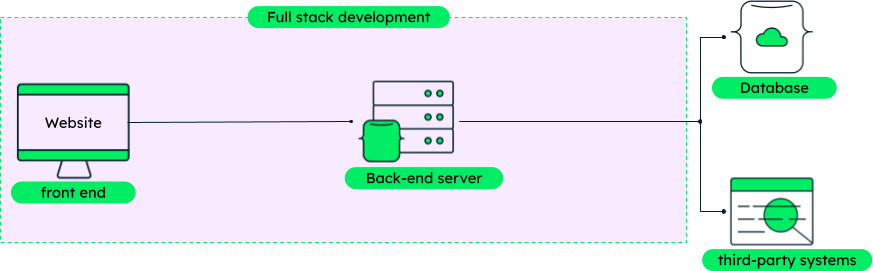 Full stack development
Website
front end
Back-end server
Database
third-party systems